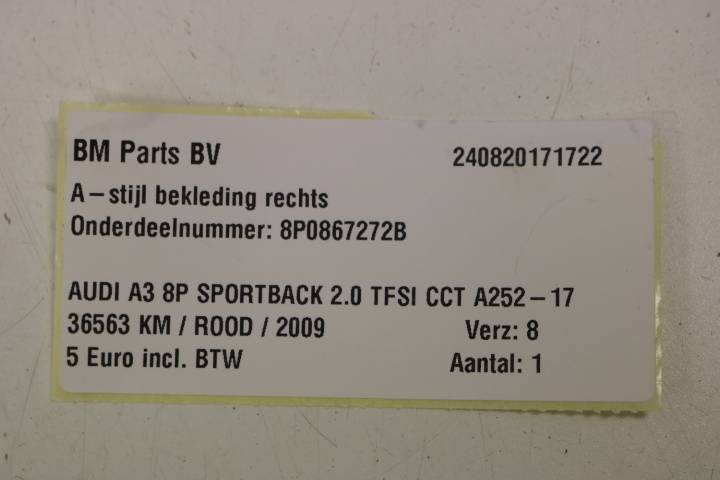 BM Parts BV 240820171722
A-stijl bekleding rechts
Onderdeelnummer: 8P0867272B
AUDI A3 8P SPORTBACK 2.0 TFSI CCT A252-17
36563 KM / ROOD / 2009 Verz: 8
5 Euro incl. BTW Aantal: 1